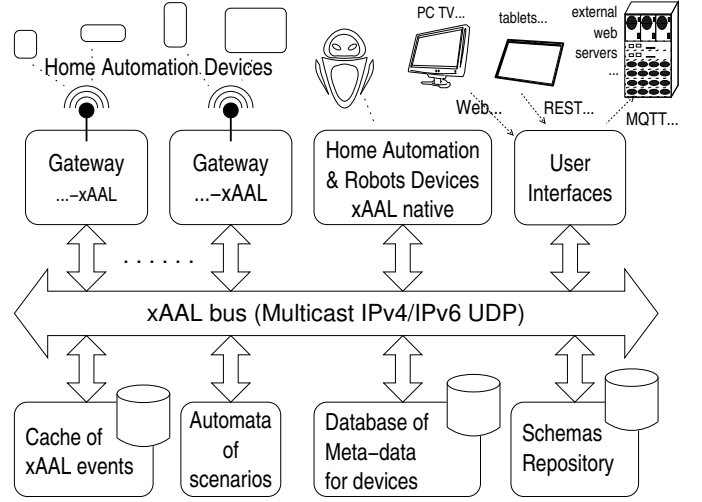 PC TV...
tablets...
external
web
servers
...
Home Automation Devices
Web...
REST...
MQTT...
Gateway
...−xAAL
Gateway
...−xAAL
Home Automation
& Robots Devices
xAAL native
User
Interfaces
. . . . . .
xAAL bus (Multicast IPv4/IPv6 UDP)
Cache of
xAAL events
Automata
of
scenarios
Database of
Meta−data
for devices
Schemas
Repository